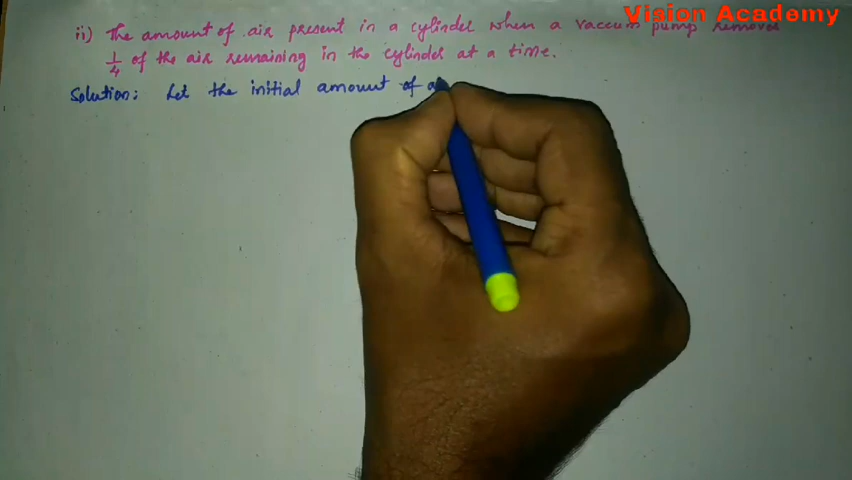 Vision Academy
ii) The amount of air present in a cylinder when a vaccum pump removes
1/4 of the air remaining in the cylinder at a time.
Solution: Let the initial amount of a